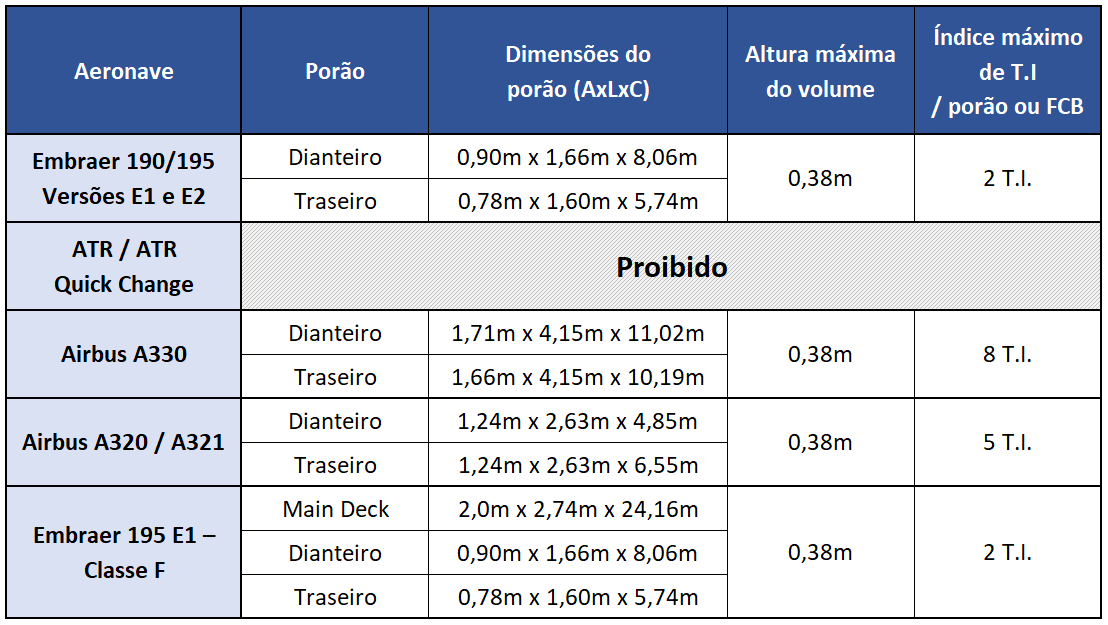 Aeronave
Porão
Dimensões do
porão (AxLxC)
Altura máxima
do volume
Índice máximo
de T.I
/ porão ou FCB
Embraer 190/195
Versões E1 e E2
Dianteiro
0,90m x 1,66m x 8,06m
Traseiro
0,78m x 1,60m x 5,74m
0,38m
2 T.I.
ATR / ATR
Quick Change
Proibido
Airbus A330
Dianteiro
1,71m x 4,15m x 11,02m
Traseiro
1,66m x 4,15m x 10,19m
0,38m
8 T.I.
Airbus A320 / A321
Dianteiro
1,24m x 2,63m x 4,85m
Traseiro
1,24m x 2,63m x 6,55m
0,38m
5 T.I.
Embraer 195 E1 –
Classe F
Main Deck
2,0m x 2,74m x 24,16m
Dianteiro
0,90m x 1,66m x 8,06m
Traseiro
0,78m x 1,60m x 5,74m
0,38m
2 T.I.